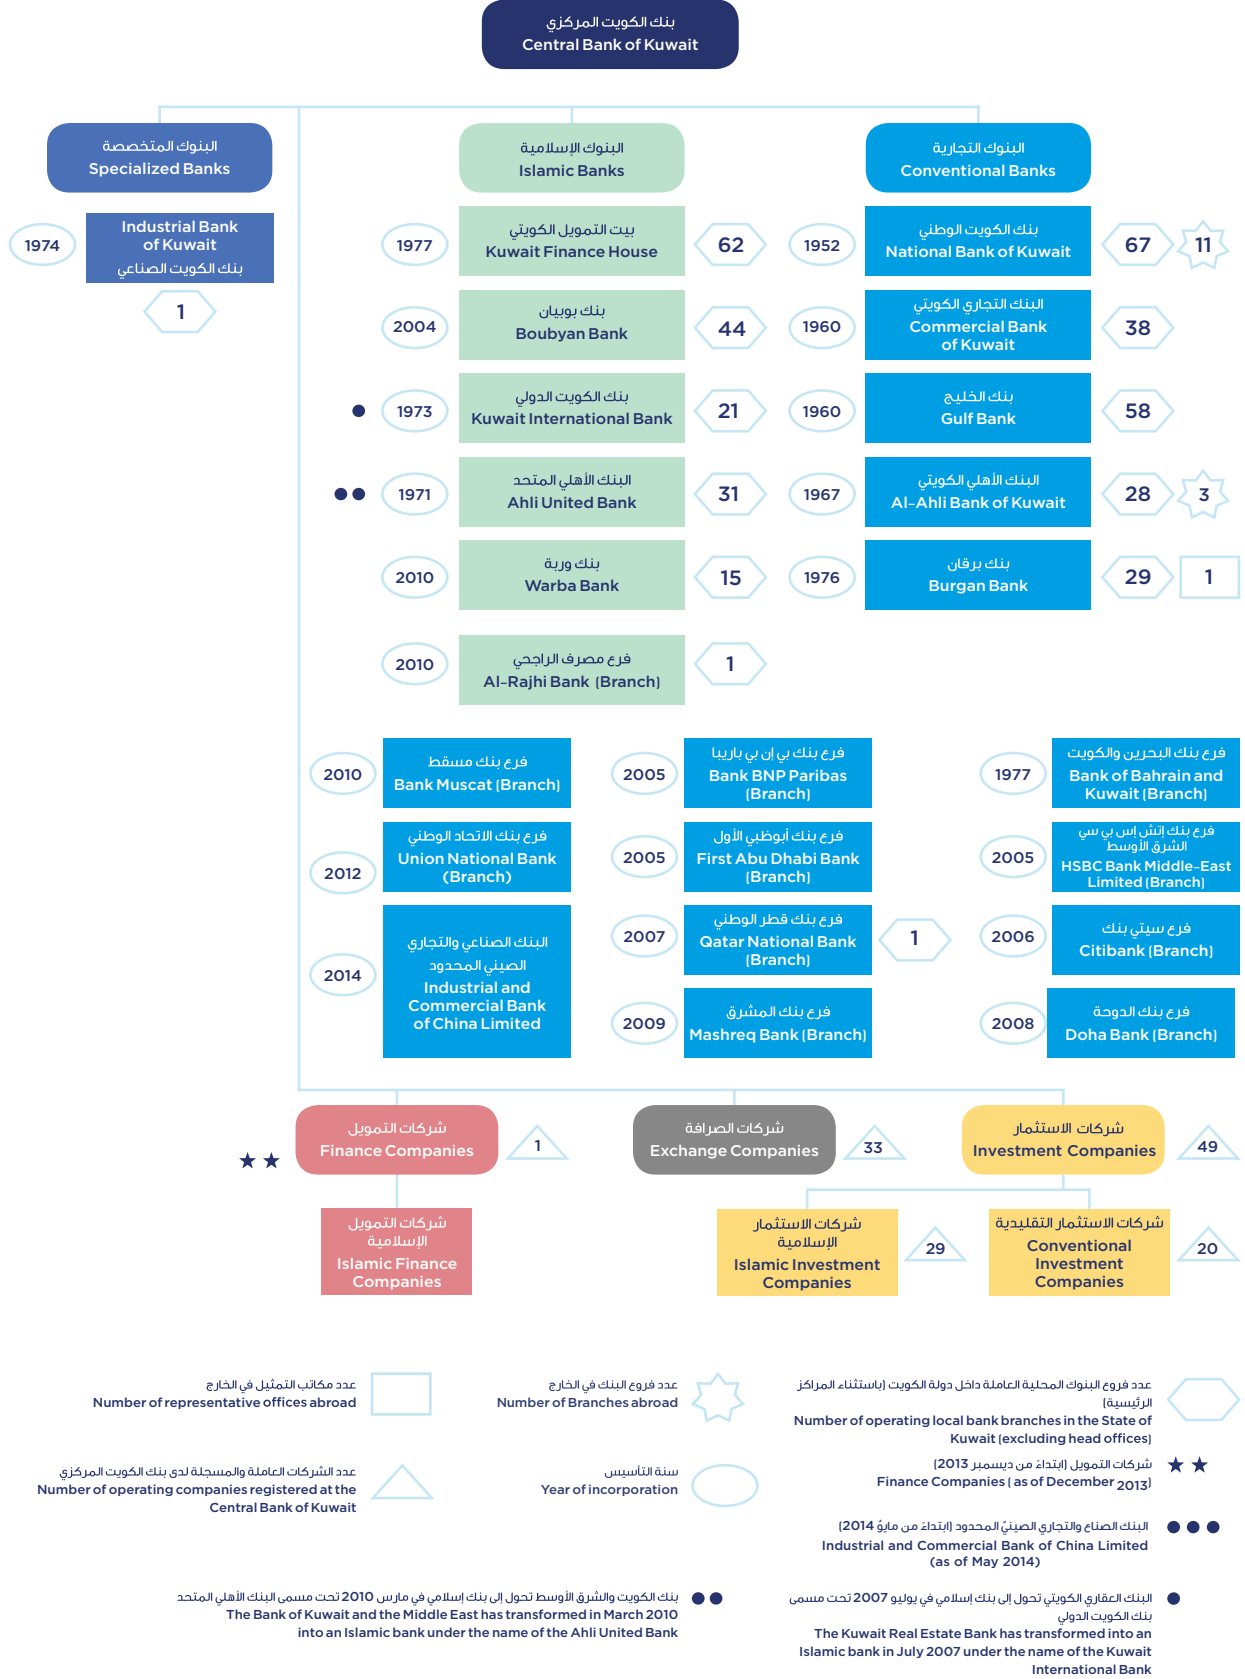 بنك الكويت المركزي
Central Bank of Kuwait
البنوك المتخصصة
Specialized Banks
البنوك الإسلامية
Islamic Banks
البنوك التجارية
Conventional Banks
1974
Industrial Bank
of Kuwait
بنك الكويت الصناعي
1
1977
بيت التمويل الكويتي
Kuwait Finance House
62
1952
بنك الكويت الوطني
National Bank of Kuwait
67
11
2004
بنك بوبيان
Boubyan Bank
44
1960
البنك التجاري الكويتي
Commercial Bank
of Kuwait
38
1973
بنك الكويت الدولي
Kuwait International Bank
21
1960
بنك الخليج
Gulf Bank
58
1971
البنك الأهلي المتحد
Ahli United Bank
31
1967
البنك الأهلي الكويتي
Al-Ahli Bank of Kuwait
28
3
2010
بنك وربة
Warba Bank
15
1976
بنك برقان
Burgan Bank
29
1
2010
فرع مصرف الراجحي
Al-Rajhi Bank (Branch)
1
2010
فرع بنك مسقط
Bank Muscat (Branch)
2005
فرع بنك بي إن بي باريبا
Bank BNP Paribas
(Branch)
1977
فرع بنك البحرين والكويت
Bank of Bahrain and
Kuwait (Branch)
2012
فرع بنك الاتحاد الوطني
Union National Bank
(Branch)
2005
فرع بنك أبوظبي الأول
First Abu Dhabi Bank
(Branch)
2005
فرع بنك إتش إس بي سي
الشرق الأوسط
HSBC Bank Middle-East
Limited (Branch)
2014
البنك الصناعي والتجاري
الصيني المحدود
Industrial and
Commercial Bank
of China Limited
2007
فرع بنك قطر الوطني
Qatar National Bank
(Branch)
1
2006
فرع سيتي بنك
Citibank (Branch)
2009
فرع بنك المشرق
Mashreq Bank (Branch)
2008
فرع بنك الدوحة
Doha Bank (Branch)
شركات التمويل
Finance Companies
1
شركات الصرافة
Exchange Companies
33
شركات الاستثمار
Investment Companies
49
شركات التمويل
الإسلامية
Islamic Finance
Companies
شركات الاستثمار
الإسلامية
Islamic Investment
Companies
29
شركات الاستثمار التقليدية
Conventional
Investment
Companies
20
عدد مكاتب التمثيل في الخارج
Number of representative offices abroad
عدد فروع البنك في الخارج
Number of Branches abroad
عدد فروع البنوك المحلية العاملة داخل دولة الكويت (باستثناء المراكز
الرئيسية)
Number of operating local bank branches in the State of
Kuwait (excluding head offices)
عدد الشركات العاملة والمسجلة لدى بنك الكويت المركزي
Number of operating companies registered at the
Central Bank of Kuwait
سنة التأسيس
Year of incorporation
شركات التمويل (ابتداءً من ديسمبر 2013)
Finance Companies ( as of December 2013)
البنك الصناع والتجاري الصينيّ المحدود (ابتداءً من مايوّ 2014)
Industrial and Commercial Bank of China Limited
(as of May 2014)
بنك الكويت والشرق الأوسط تحول إلى بنك إسلامي في مارس 2010 تحت مسمى البنك الأهلي المتحد
The Bank of Kuwait and the Middle East has transformed in March 2010
into an Islamic bank under the name of the Ahli United Bank
البنك العقاري الكويتي تحول إلى بنك إسلامي في يوليو 2007 تحت مسمى
بنك الكويت الدولي
The Kuwait Real Estate Bank has transformed into an
Islamic bank in July 2007 under the name of the Kuwait
International Bank